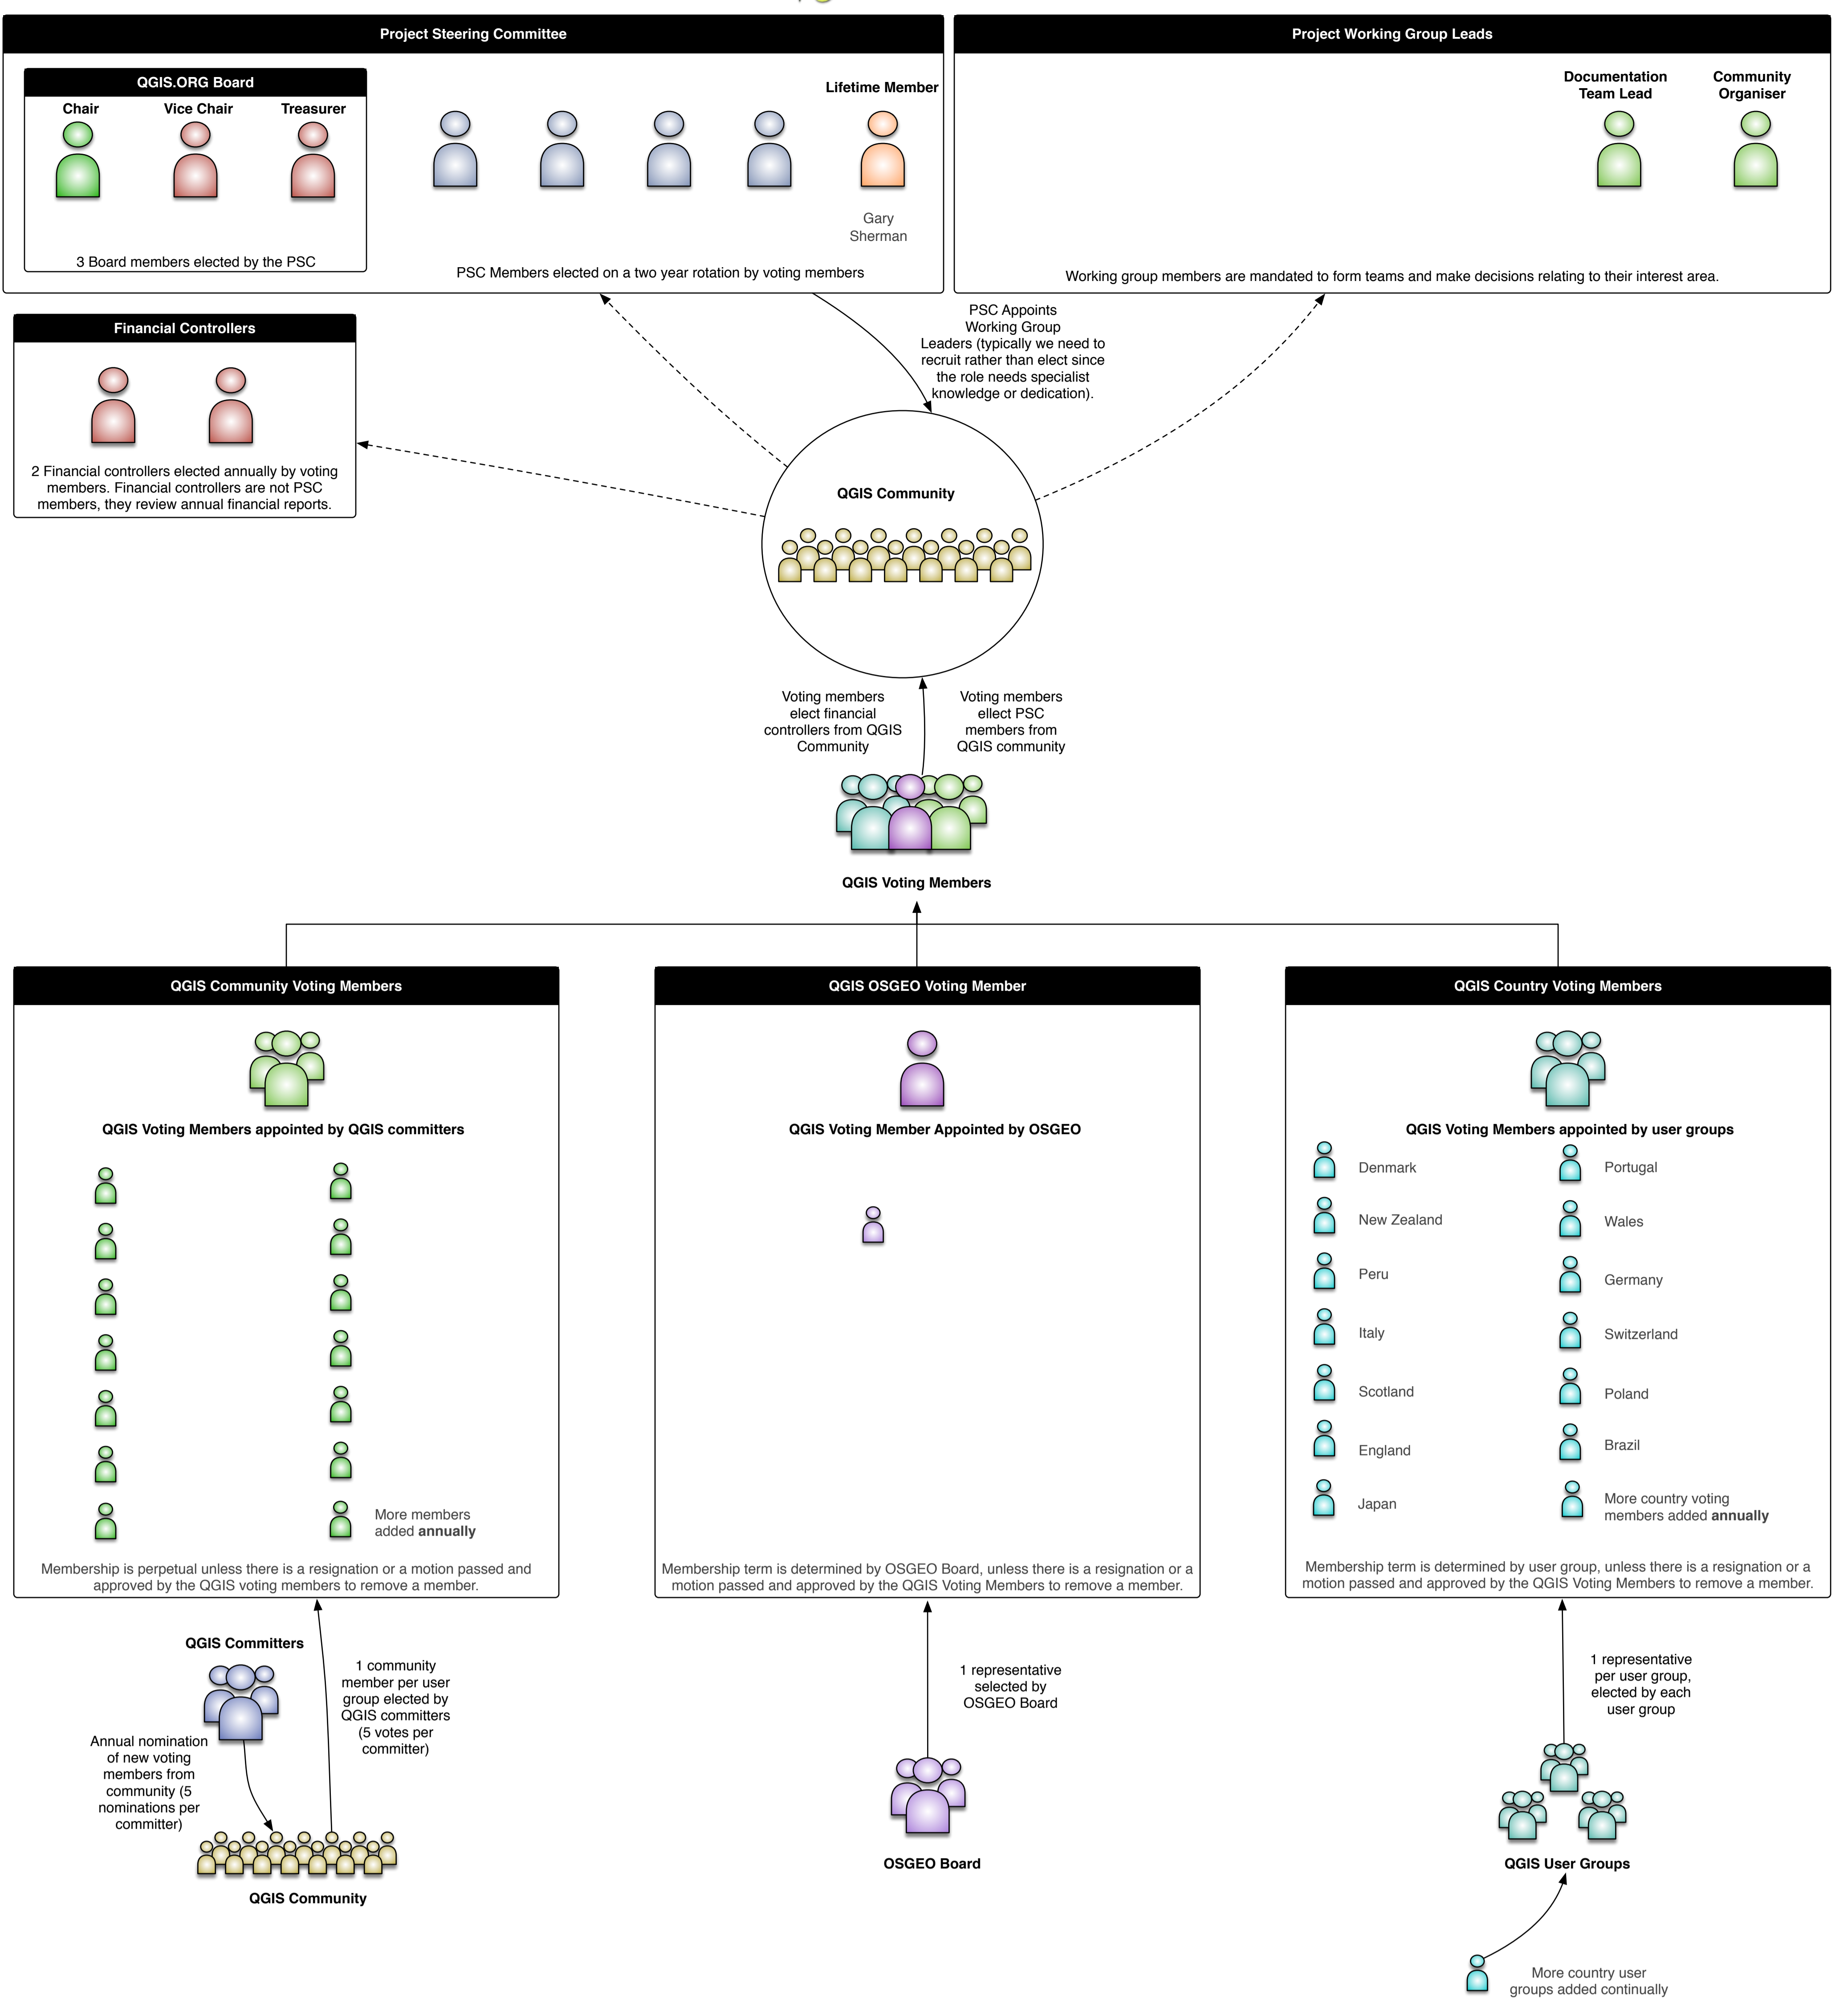 Project Steering Committee
QGIS.ORG Board
Chair
Vice Chair
Treasurer
3 Board members elected by the PSC
Lifetime Member
Gary
Sherman
PSC Members elected on a two year rotation by voting members
Project Working Group Leads
Documentation
Team Lead
Community
Organiser
Working group members are mandated to form teams and make decisions relating to their interest area.
Financial Controllers
2 Financial controllers elected annually by voting
members. Financial controllers are not PSC
members, they review annual financial reports.
PSC Appoints
Working Group
Leaders (typically we need to
recruit rather than elect since
the role needs specialist
knowledge or dedication).
QGIS Community
Voting members
elect financial
controllers from QGIS
Community
Voting members
ellect PSC
members from
QGIS community
QGIS Voting Members
QGIS Community Voting Members
QGIS Voting Members appointed by QGIS committers
More members
added annually
Membership is perpetual unless there is a resignation or a motion passed and
approved by the QGIS voting members to remove a member.
QGIS OSGEO Voting Member
QGIS Voting Member Appointed by OSGEO
Membership term is determined by OSGEO Board, unless there is a resignation or a
motion passed and approved by the QGIS Voting Members to remove a member.
QGIS Country Voting Members
QGIS Voting Members appointed by user groups
Denmark
Portugal
New Zealand
Wales
Peru
Germany
Italy
Switzerland
Scotland
Poland
England
Brazil
Japan
More country voting
members added annually
Membership term is determined by user group, unless there is a resignation or a
motion passed and approved by the QGIS Voting Members to remove a member.
QGIS Committers
1 community
member per user
group elected by
QGIS committers
(5 votes per
committer)
Annual nomination
of new voting
members from
community (5
nominations per
committer)
QGIS Community
1 representative
selected by
OSGEO Board
OSGEO Board
1 representative
per user group,
elected by each
user group
QGIS User Groups
More country user
groups added continually